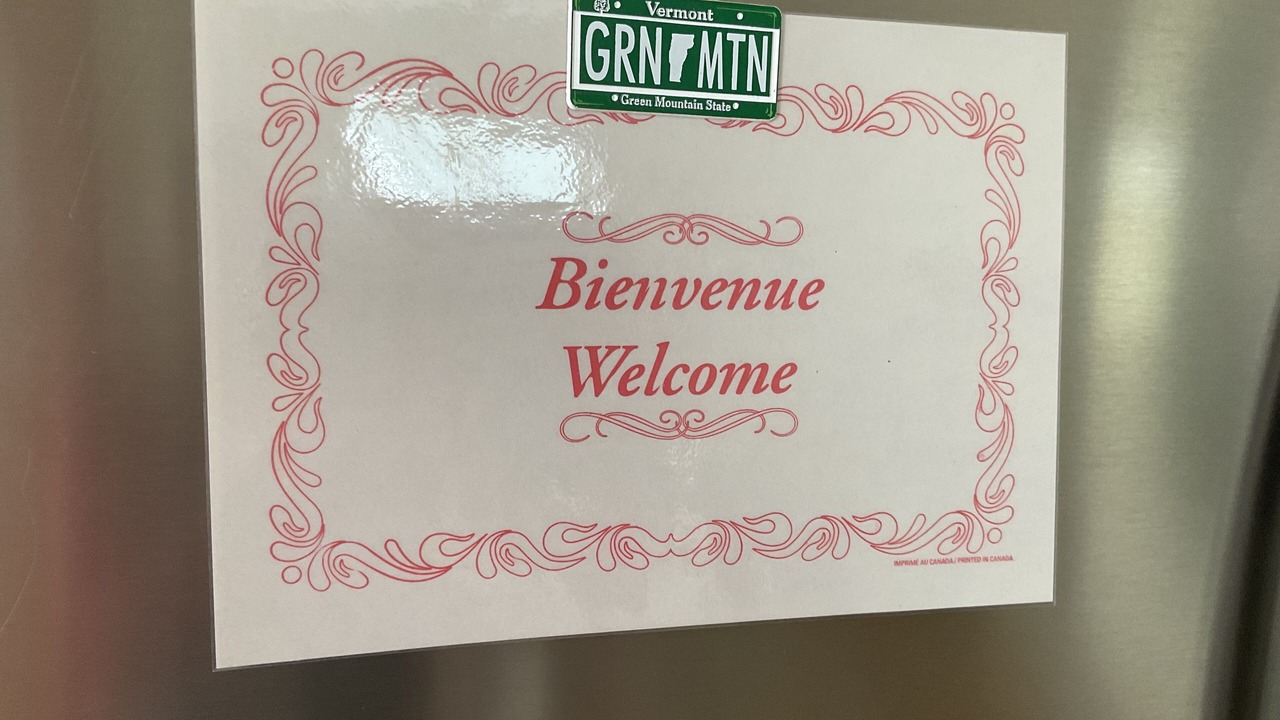 Vermont
GRN MTN
Green Mountain State
Bienvenue
Welcome
IMPRIMÉ AU CANADA / PRINTED IN CANADA